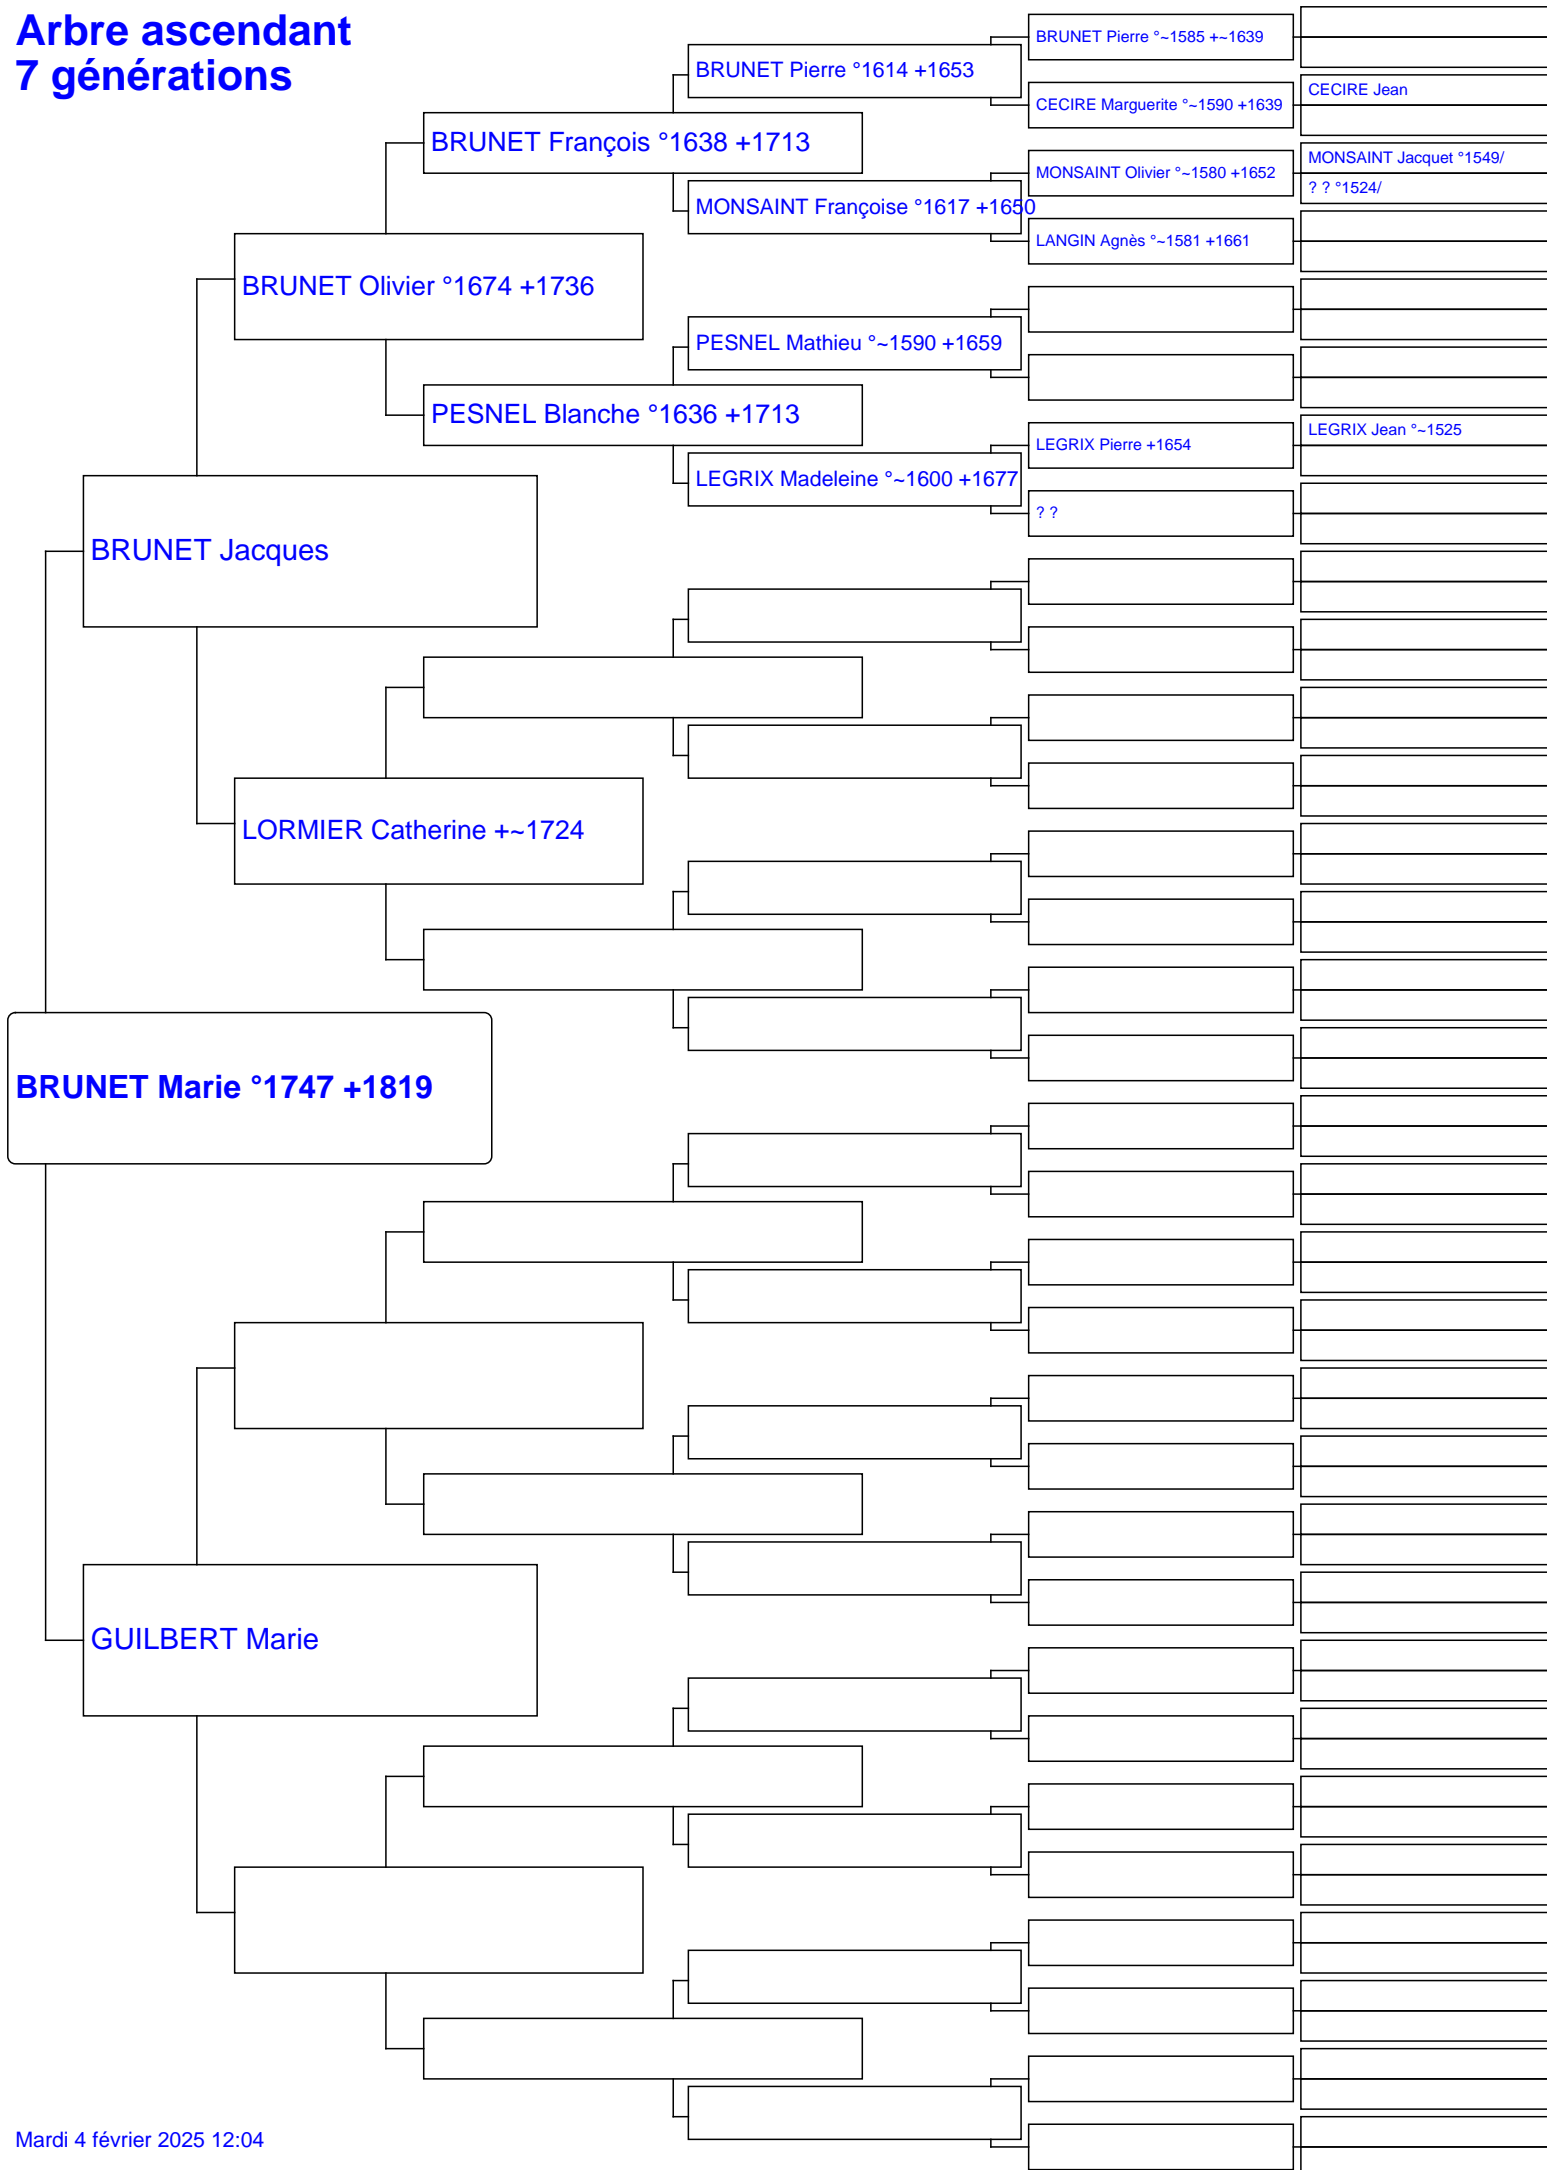 Arbre ascendant
7 générations
BRUNET Pierre °~1585 +~1639
BRUNET Pierre °1614 +1653
CECIRE Jean
CECIRE Marguerite °~1590 +1639
BRUNET François °1638 +1713
MONSAINT Jacquet °1549/
MONSAINT Olivier °~1580 +1652
? ? °1524/
MONSAINT Françoise °1617 +1650
LANGIN Agnès °~1581 +1661
BRUNET Olivier °1674 +1736
PESNEL Mathieu °~1590 +1659
PESNEL Blanche °1636 +1713
LEGRIX Jean °~1525
LEGRIX Pierre +1654
LEGRIX Madeleine °~1600 +1677
? ?
BRUNET Jacques
LORMIER Catherine +~1724
BRUNET Marie °1747 +1819
GUILBERT Marie
Mardi 4 février 2025 12:04